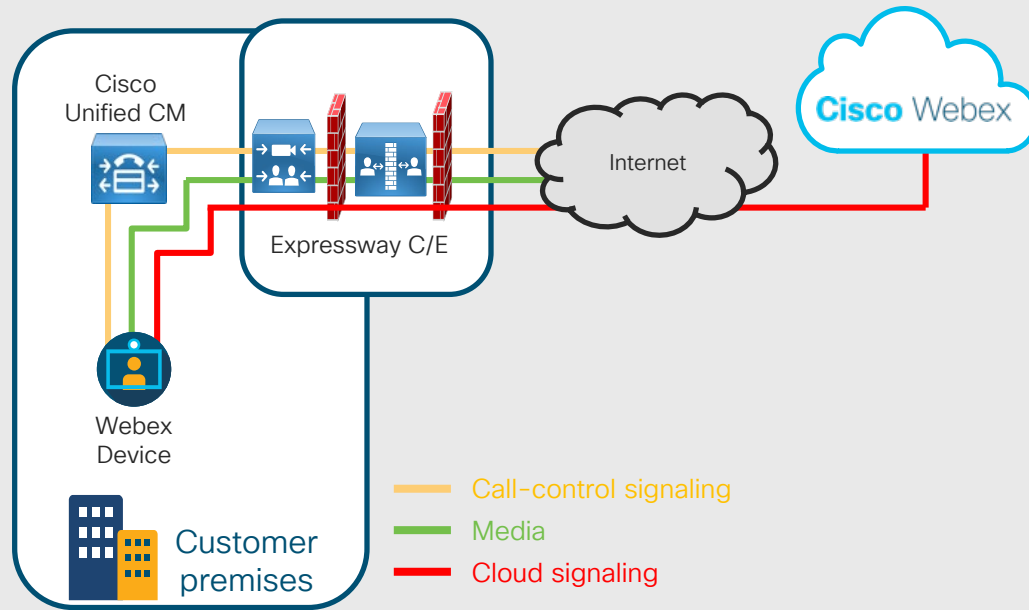 Cisco
Unified CM
Expressway C/E
Internet
Cisco Webex
Webex
Device
Customer
premises
Call-control signaling
Media
Cloud signaling